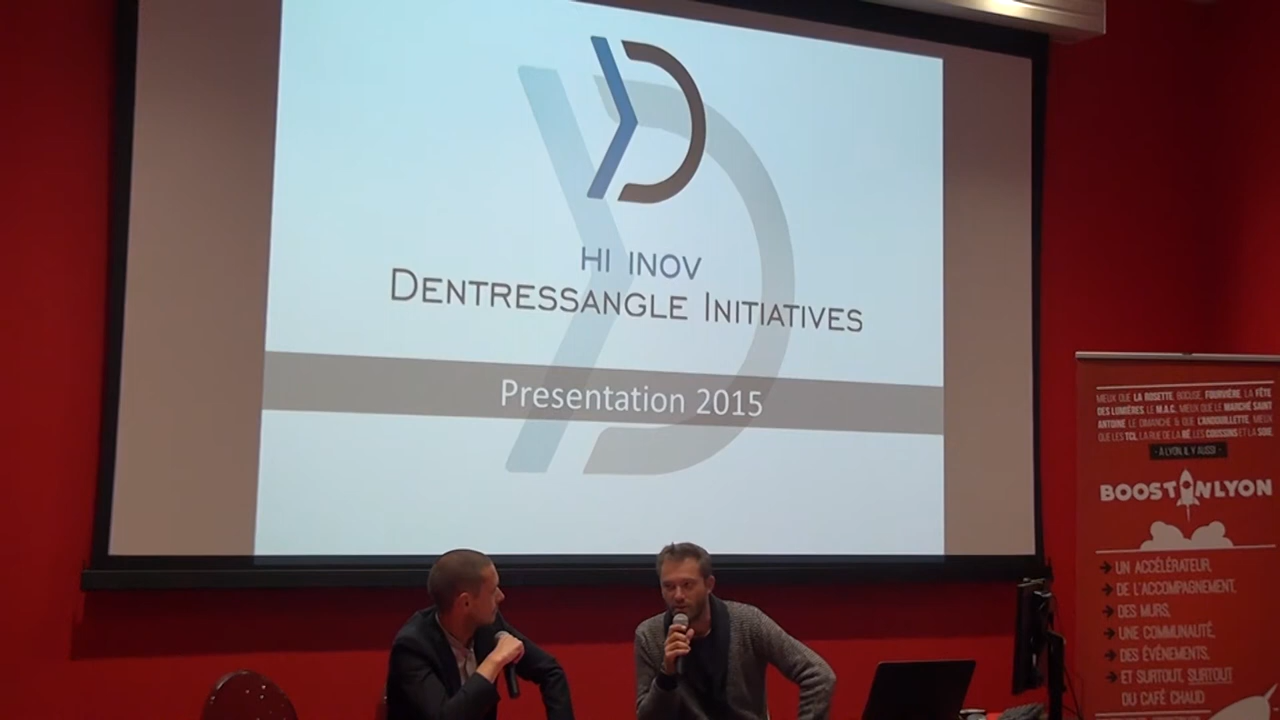 HI INOV
DENTRESSANGLE INITIATIVES
Presentation 2015
MIEUX QUE LA ROSETTE, BOCUSE, FOURVIÈRE, LA FÊTE
DES LUMIÈRES, LE M.A.C, MIEUX QUE LE MARCHÉ SAINT
ANTOINE LE DIMANCHE & QUE L'ANDOUILLETTE, MIEUX
QUE LES TCL, LA RUE DE LA RÉ, LES COUSSINS ET LA SOIE,
À LYON, IL Y AUSSI
BOOST IN LYON
→ UN ACCÉLÉRATEUR,
→ DE L'ACCOMPAGNEMENT,
→ DES MURS,
→ UNE COMMUNAUTÉ,
→ DES ÉVÉNEMENTS,
→ ET SURTOUT, SURTOUT
DU CAFÉ CHAUD